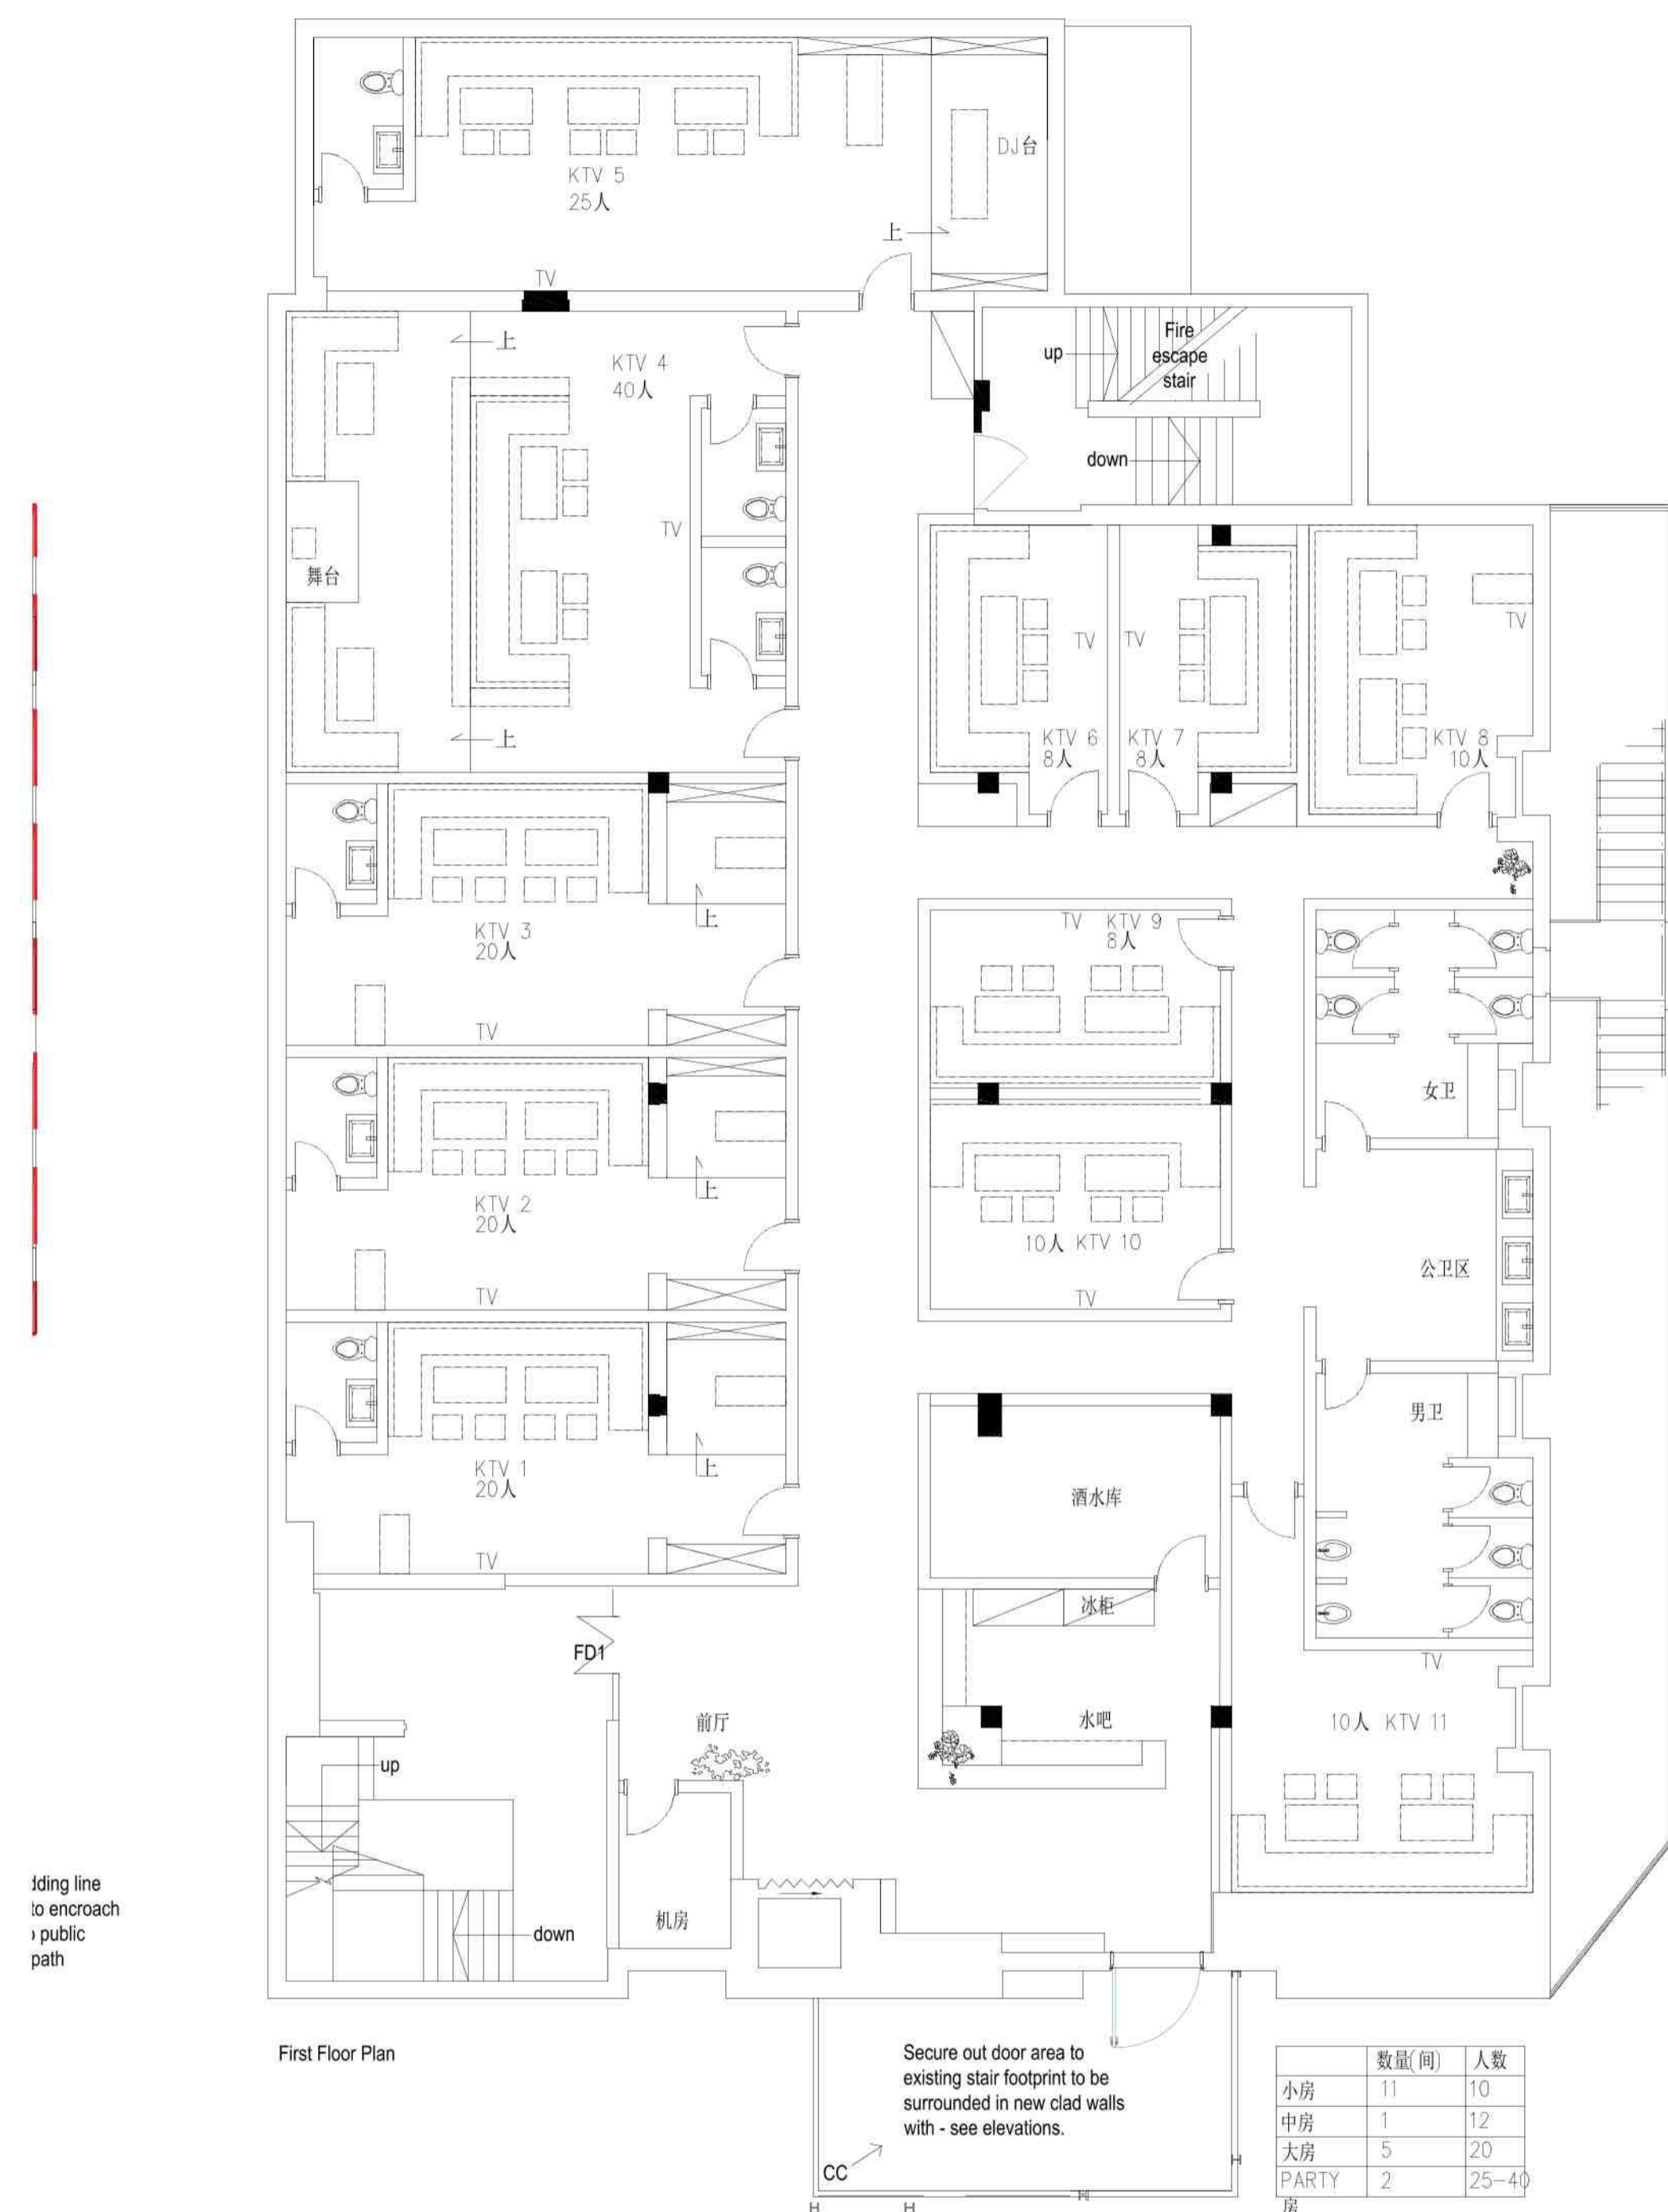 DJ台
KTV 5
25人
上
TV
Fire
escape
stair
up
上
KTV 4
40人
down
TV
舞台
TV
TV
TV
上
KTV 6
8人
KTV 7
8人
KTV 8
10人
上
KTV 3
20人
TV KTV 9
8人
TV
女卫
上
KTV 2
20人
10人 KTV 10
公卫区
TV
TV
男卫
上
KTV 1
20人
酒水库
TV
冰柜
FD1
TV
前厅
水吧
10人 KTV 11
up
机房
down
dding line
to encroach
public
path
First Floor Plan
Secure out door area to
existing stair footprint to be
surrounded in new clad walls
with - see elevations.
CC
数量(间) 人数
小房 11 10
中房 1 12
大房 5 20
PARTY 2 25-40
房